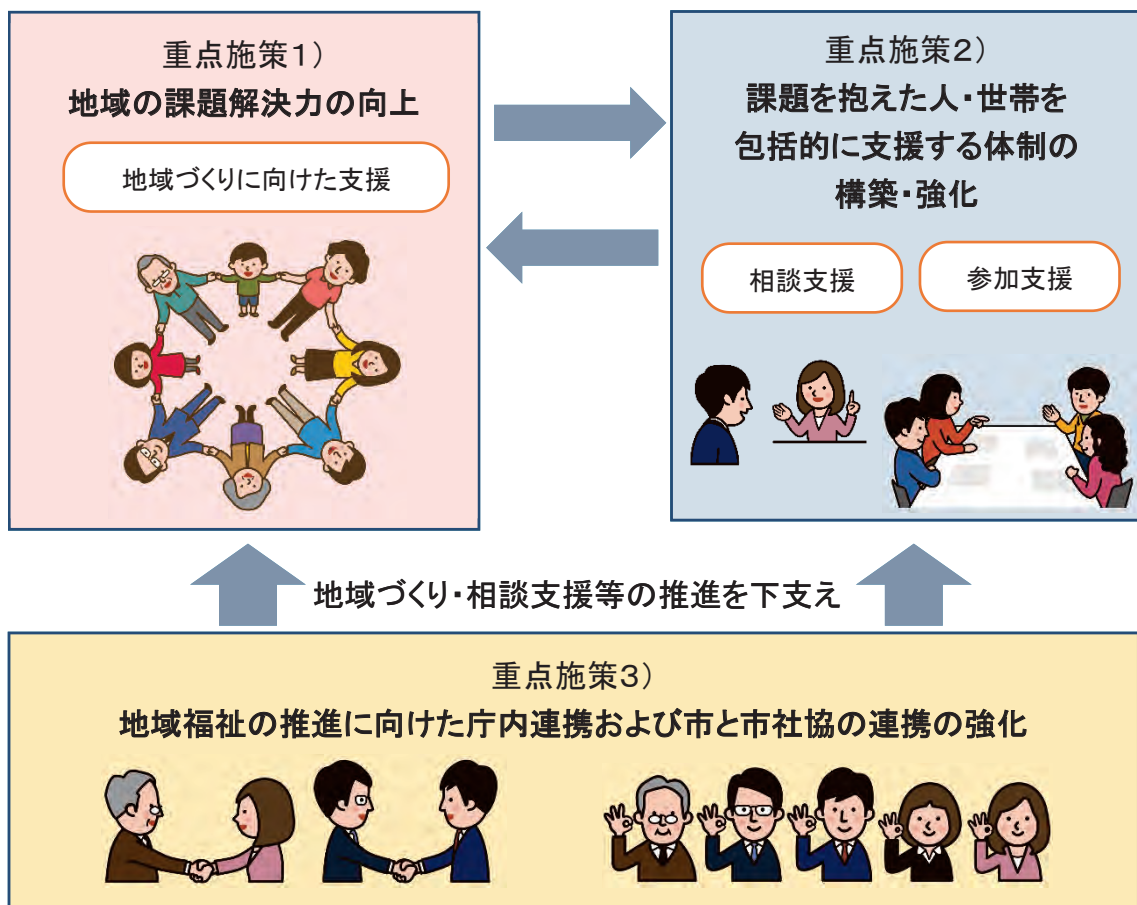 重点施策1）
地域の課題解決力の向上
地域づくりに向けた支援
重点施策2）
課題を抱えた人・世帯を
包括的に支援する体制の
構築・強化
相談支援
参加支援
地域づくり・相談支援等の推進を下支え
重点施策3）
地域福祉の推進に向けた庁内連携および市と市社協の連携の強化